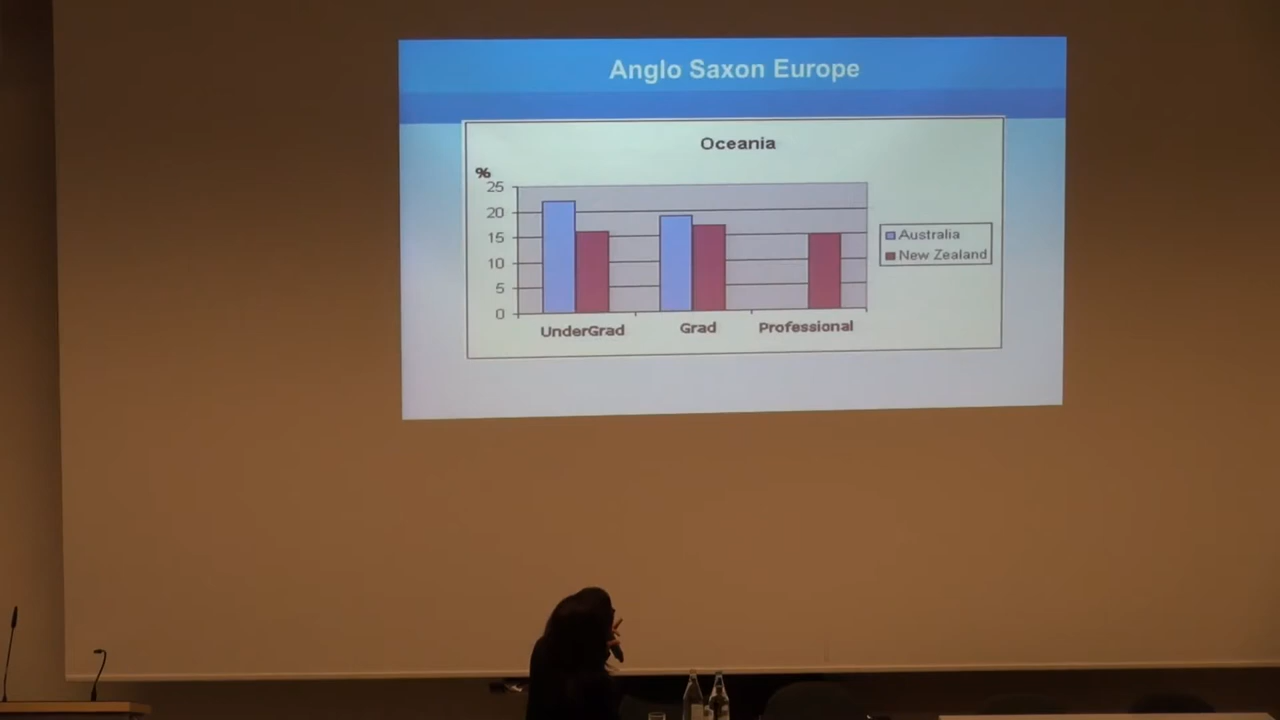 Anglo Saxon Europe
Oceania
%
25
20
15
10
5
0
UnderGrad Grad Professional
Australia
New Zealand